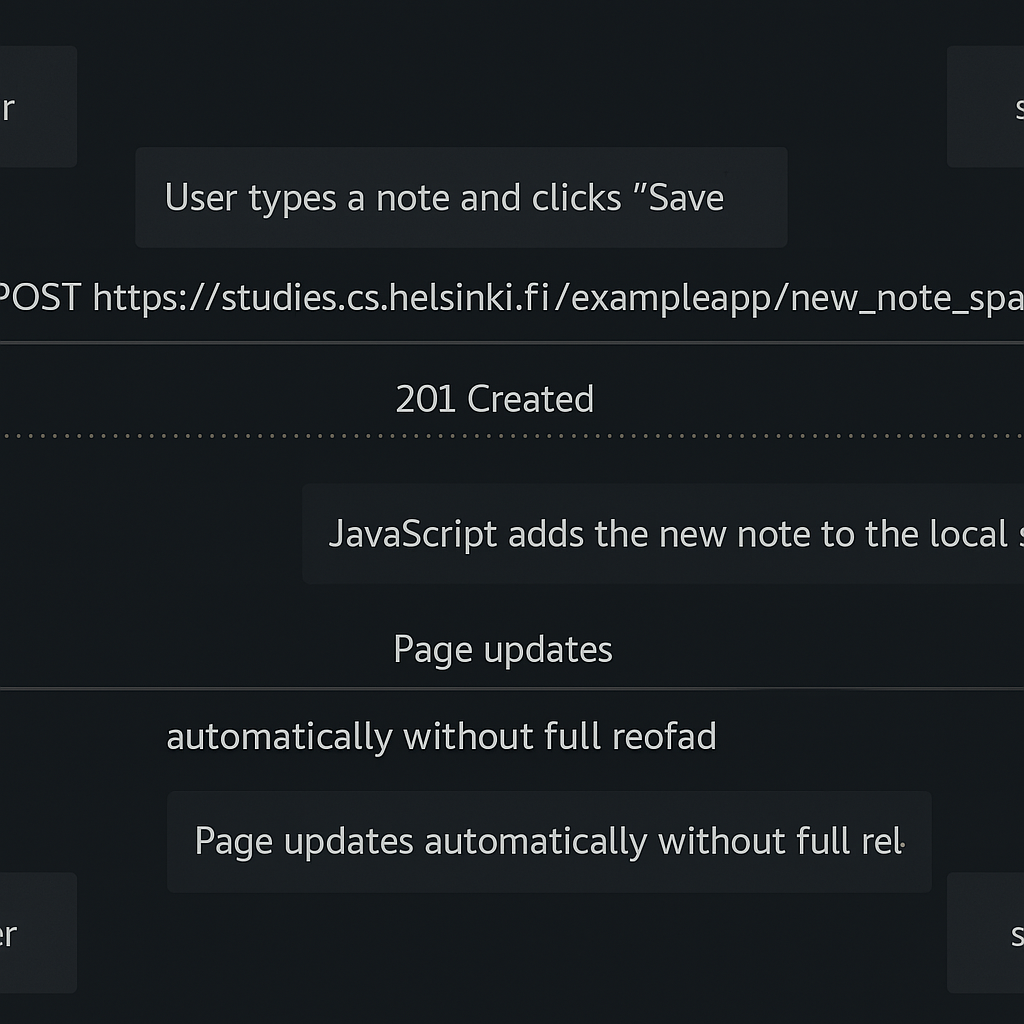 r
s
User types a note and clicks "Save
POST https://studies.cs.helsinki.fi/exampleapp/new_note_spa
201 Created
JavaScript adds the new note to the local s
Page updates
automatically without full reofad
Page updates automatically without full rel
er
s